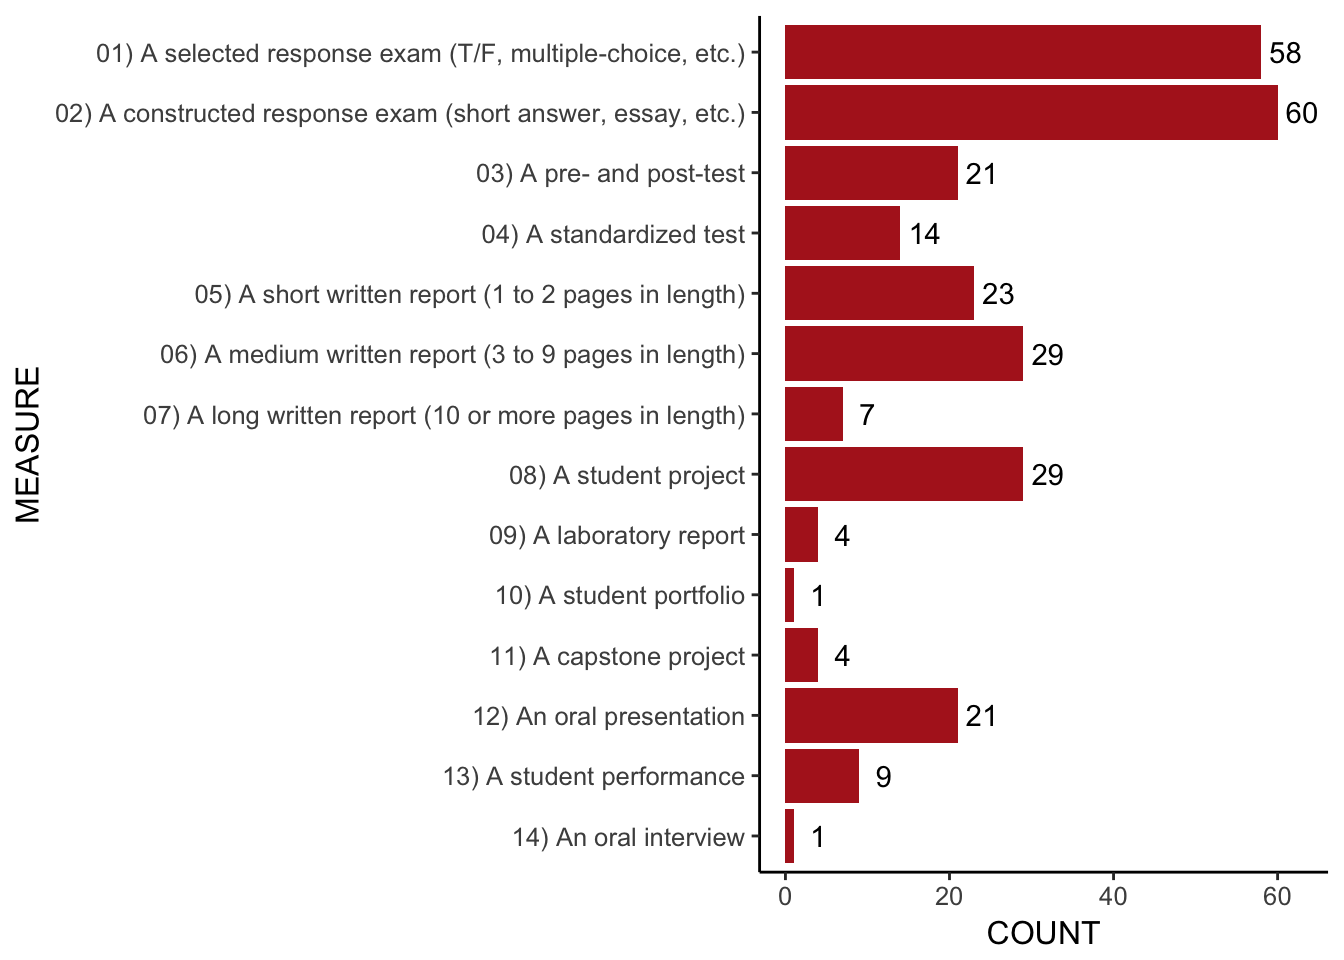 01) A selected response exam (T/F, multiple-choice, etc.) 58
02) A constructed response exam (short answer, essay, etc.) 60
03) A pre- and post-test 21
04) A standardized test 14
05) A short written report (1 to 2 pages in length) 23
06) A medium written report (3 to 9 pages in length) 29
07) A long written report (10 or more pages in length) 7
08) A student project 29
09) A laboratory report 4
10) A student portfolio 1
11) A capstone project 4
12) An oral presentation 21
13) A student performance 9
14) An oral interview 1
MEASURE
0 20 40 60
COUNT